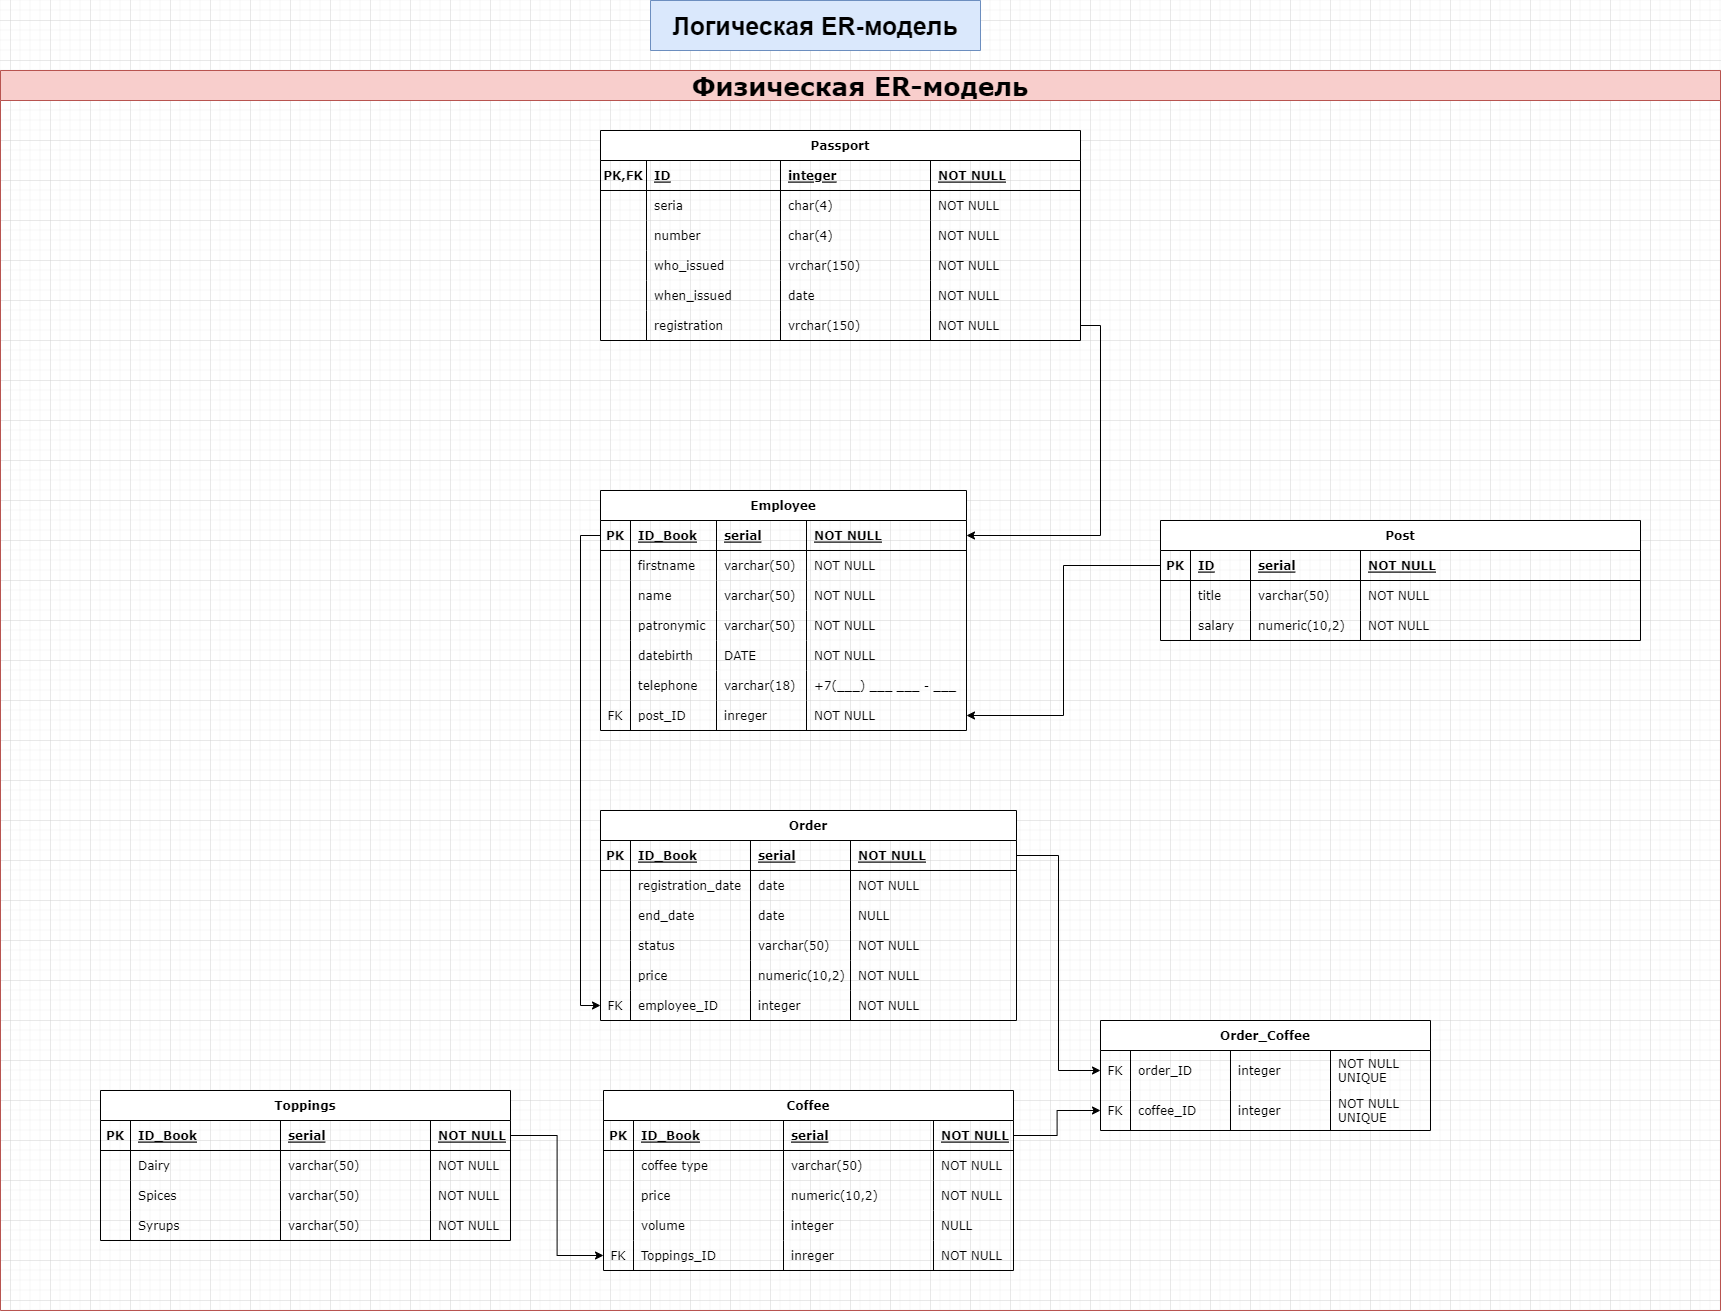 Логическая ER-модель
Физическая ER-модель
Passport
PK,FK ID integer NOT NULL
seria char(4) NOT NULL
number char(4) NOT NULL
who_issued vrchar(150) NOT NULL
when_issued date NOT NULL
registration vrchar(150) NOT NULL
Employee
PK ID_Book serial NOT NULL
firstname varchar(50) NOT NULL
name varchar(50) NOT NULL
patronymic varchar(50) NOT NULL
datebirth DATE NOT NULL
telephone varchar(18) +7(___) ___ ___ - ___
FK post_ID inreger NOT NULL
Post
PK ID serial NOT NULL
title varchar(50) NOT NULL
salary numeric(10,2) NOT NULL
Order
PK ID_Book serial NOT NULL
registration_date date NOT NULL
end_date date NULL
status varchar(50) NOT NULL
price numeric(10,2) NOT NULL
FK employee_ID integer NOT NULL
Order_Coffee
FK order_ID integer NOT NULL
UNIQUE
FK coffee_ID integer NOT NULL
UNIQUE
Toppings
PK ID_Book serial NOT NULL
Dairy varchar(50) NOT NULL
Spices varchar(50) NOT NULL
Syrups varchar(50) NOT NULL
Coffee
PK ID_Book serial NOT NULL
coffee type varchar(50) NOT NULL
price numeric(10,2) NOT NULL
volume integer NULL
FK Toppings_ID inreger NOT NULL